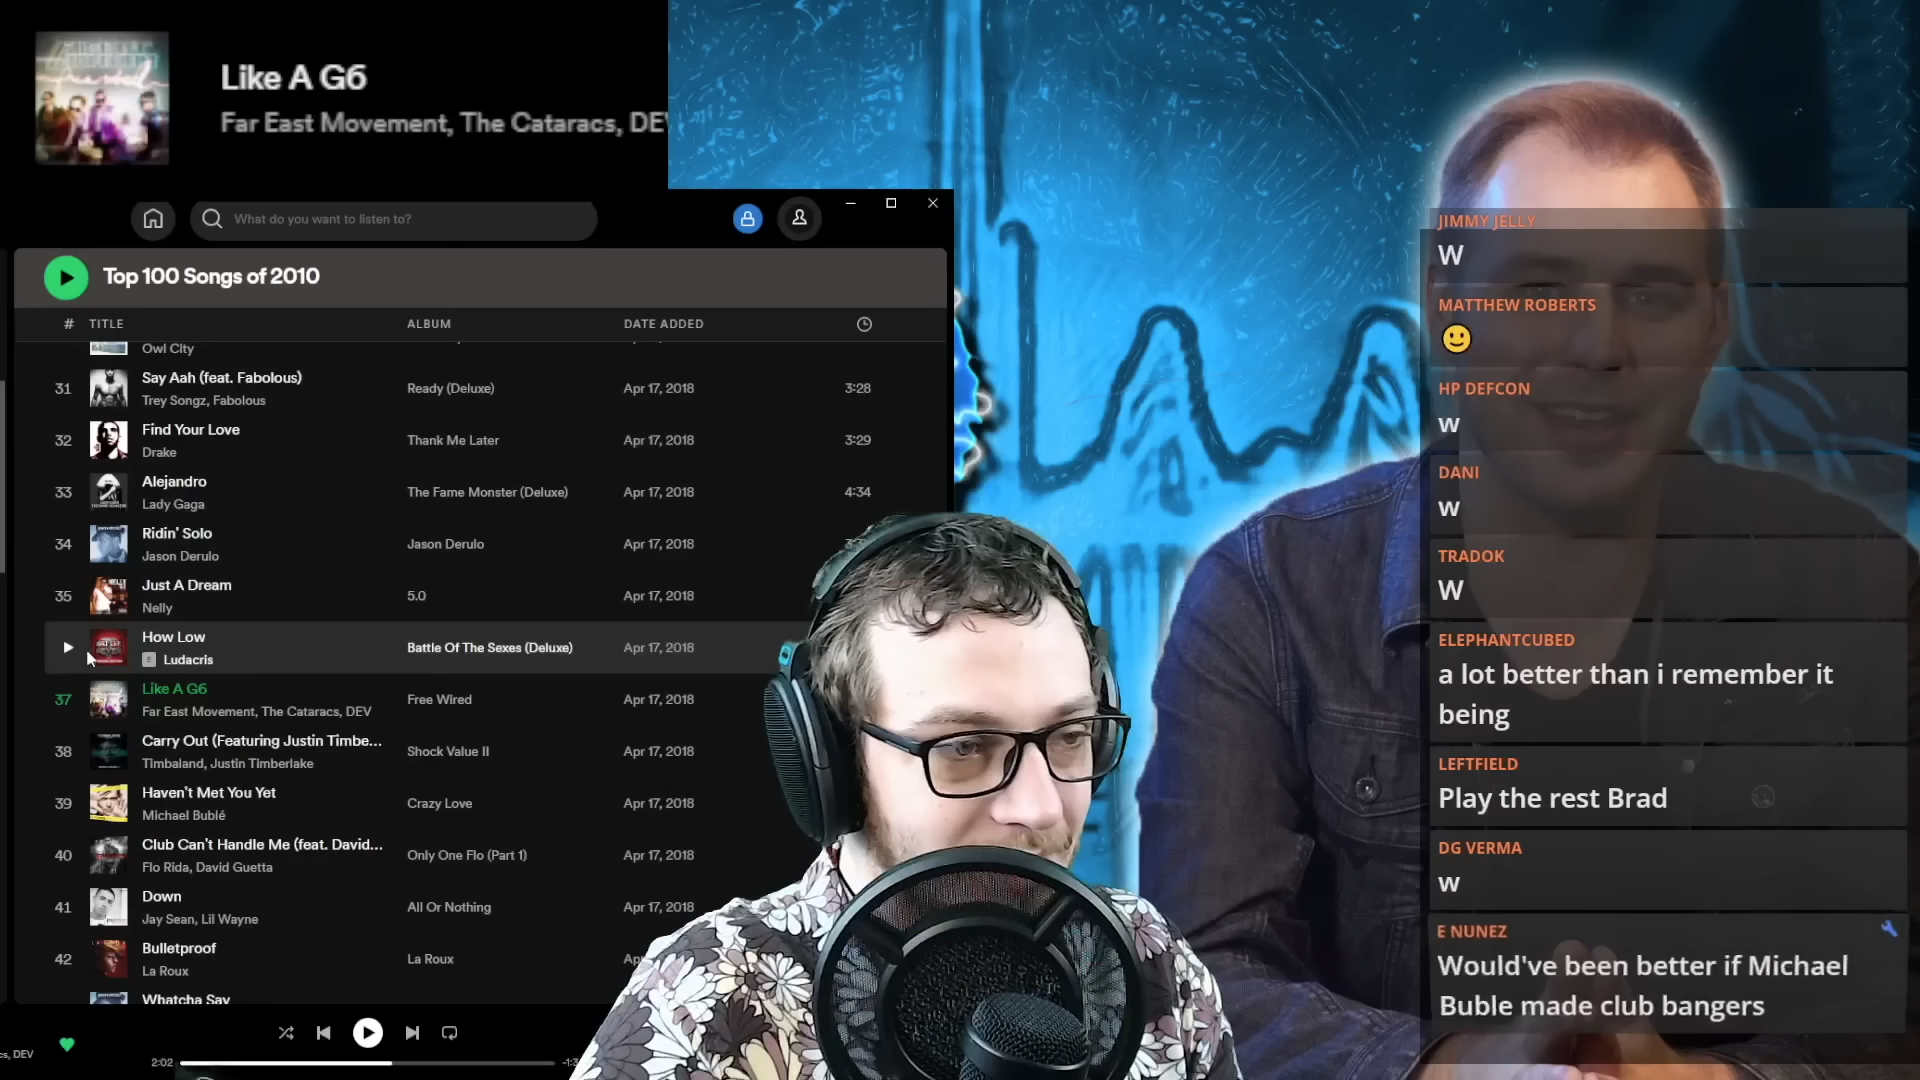 Like A G6
Far East Movement, The Cataracs, DE
What do you want to listen to?
Top 100 Songs of 2010
# TITLE ALBUM DATE ADDED
Owl City
31 Say Aah (feat. Fabolous) Ready (Deluxe) Apr 17, 2018 3:28
Trey Songz, Fabolous
32 Find Your Love Thank Me Later Apr 17, 2018 3:29
Drake
33 Alejandro The Fame Monster (Deluxe) Apr 17, 2018 4:34
Lady Gaga
34 Ridin' Solo Jason Derulo Apr 17, 2018
Jason Derulo
35 Just A Dream 5.0 Apr 17, 2018
Nelly
How Low Battle Of The Sexes (Deluxe) Apr 17, 2018
E Ludacris
37 Like A G6 Free Wired Apr 17, 2018
Far East Movement, The Cataracs, DEV
38 Carry Out (Featuring Justin Timbe... Shock Value II Apr 17, 2018
Timbaland, Justin Timberlake
39 Haven't Met You Yet Crazy Love Apr 17, 2018
Michael Bublé
40 Club Can't Handle Me (feat. David... Only One Flo (Part 1) Apr 17, 2018
Flo Rida, David Guetta
41 Down All Or Nothing Apr 17, 2018
Jay Sean, Lil Wayne
42 Bulletproof La Roux Ap
La Roux
Whatcha Say
cs, DEV
2:02 -1:3
JIMMY JELLY
W
MATTHEW ROBERTS
HP DEFCON
w
DANI
w
TRADOK
W
ELEPHANTCUBED
a lot better than i remember it
being
LEFTFIELD
Play the rest Brad
DG VERMA
w
E NUNEZ
Would've been better if Michael
Buble made club bangers